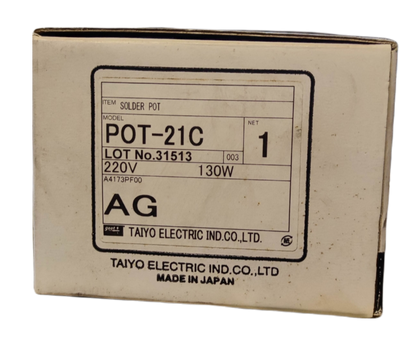 ITEM SOLDER POT
MODEL
POT-21C
NET
1
LOT No.31513 003
220V 130W
A4173PF00
AG
TAIYO ELECTRIC IND.CO.,LTD.
TAIYO ELECTRIC IND.CO.,LTD
MADE IN JAPAN